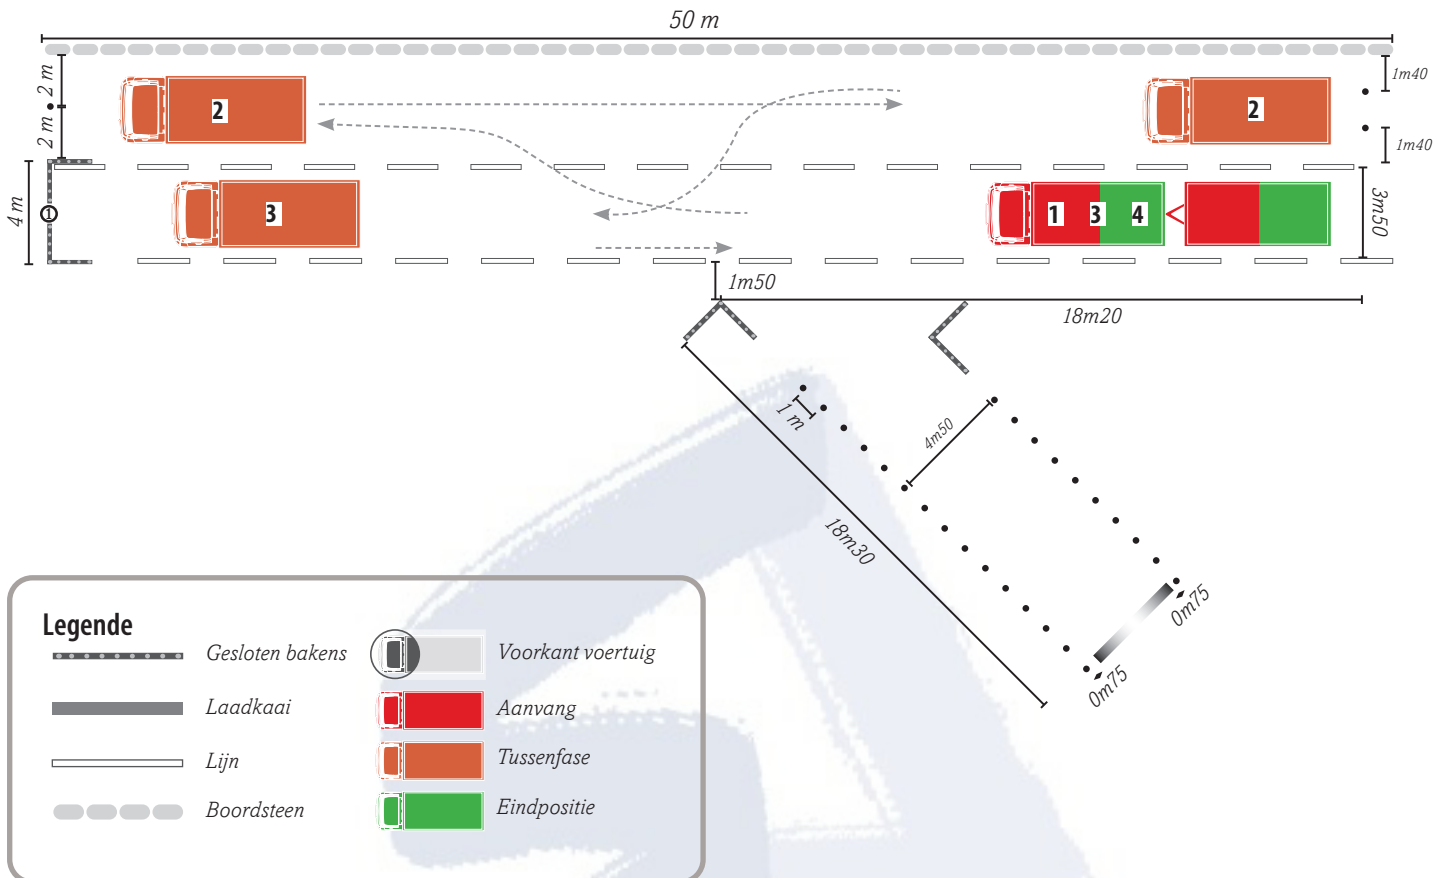 50 m
2 m
2 m
1m40
1m40
2
2
4 m
1
3
1 3 4
3m50
1m50
18m20
1 m
4m50
18m30
0m75
0m75
Legende
Gesloten bakens
Voorkant voertuig
Laadkaai
Aanvang
Lijn
Tussenfase
Boordsteen
Eindpositie